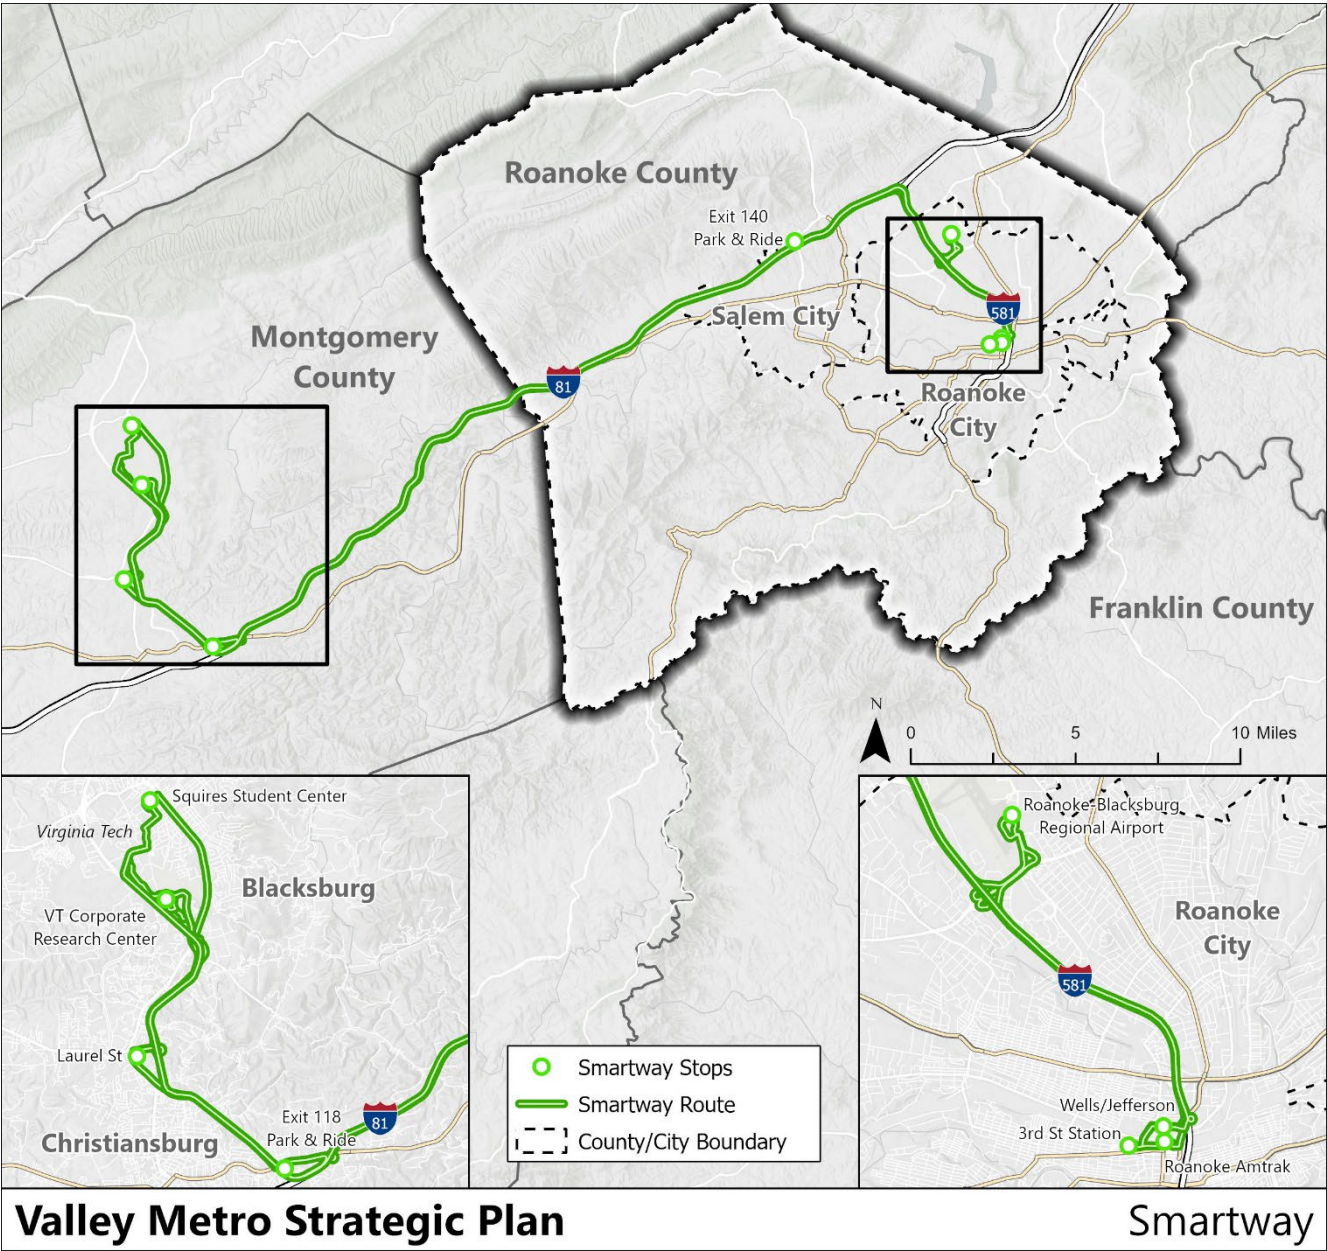 Roanoke County
Exit 140
Park & Ride
581
Salem City
Montgomery
County
81
Roanoke
City
Franklin County
N
0 5 10 Miles
Squires Student Center
Virginia Tech
Blacksburg
VT Corporate
Research Center
Laurel St
Exit 118
Park & Ride
81
Christiansburg
Roanoke-Blacksburg
Regional Airport
Roanoke
City
581
Wells/Jefferson
3rd St Station
Roanoke Amtrak
Smartway Stops
Smartway Route
County/City Boundary
Valley Metro Strategic Plan
Smartway